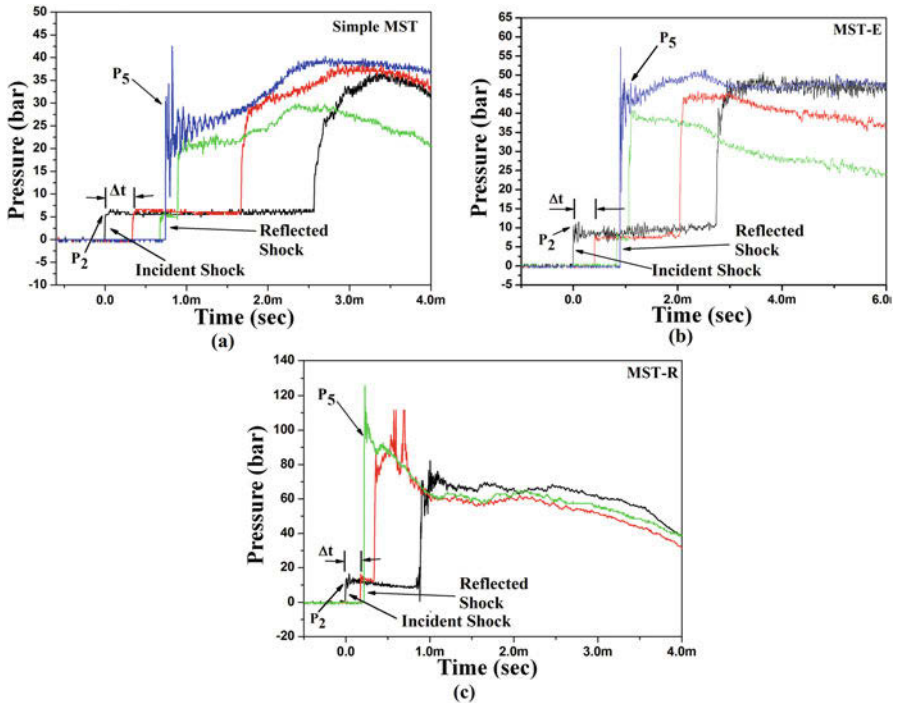 Simple MST
50
45
40
35
30
25
20
15
10
5
0
-5
-10
Pressure (bar)
P5
Δt
P2
Incident Shock
Reflected
Shock
0.0 1.0m 2.0m 3.0m 4.0m
Time (sec)
(a)
MST-E
65
60
55
50
45
40
35
30
25
20
15
10
5
0
-5
Pressure (bar)
P5
Δt
P2
Reflected
Shock
Incident Shock
0.0 2.0m 4.0m 6.0m
Time (sec)
(b)
MST-R
140
120
100
80
60
40
20
0
-20
Pressure (bar)
P5
Δt
P2
Reflected
Shock
Incident Shock
0.0 1.0m 2.0m 3.0m 4.0m
Time (sec)
(c)